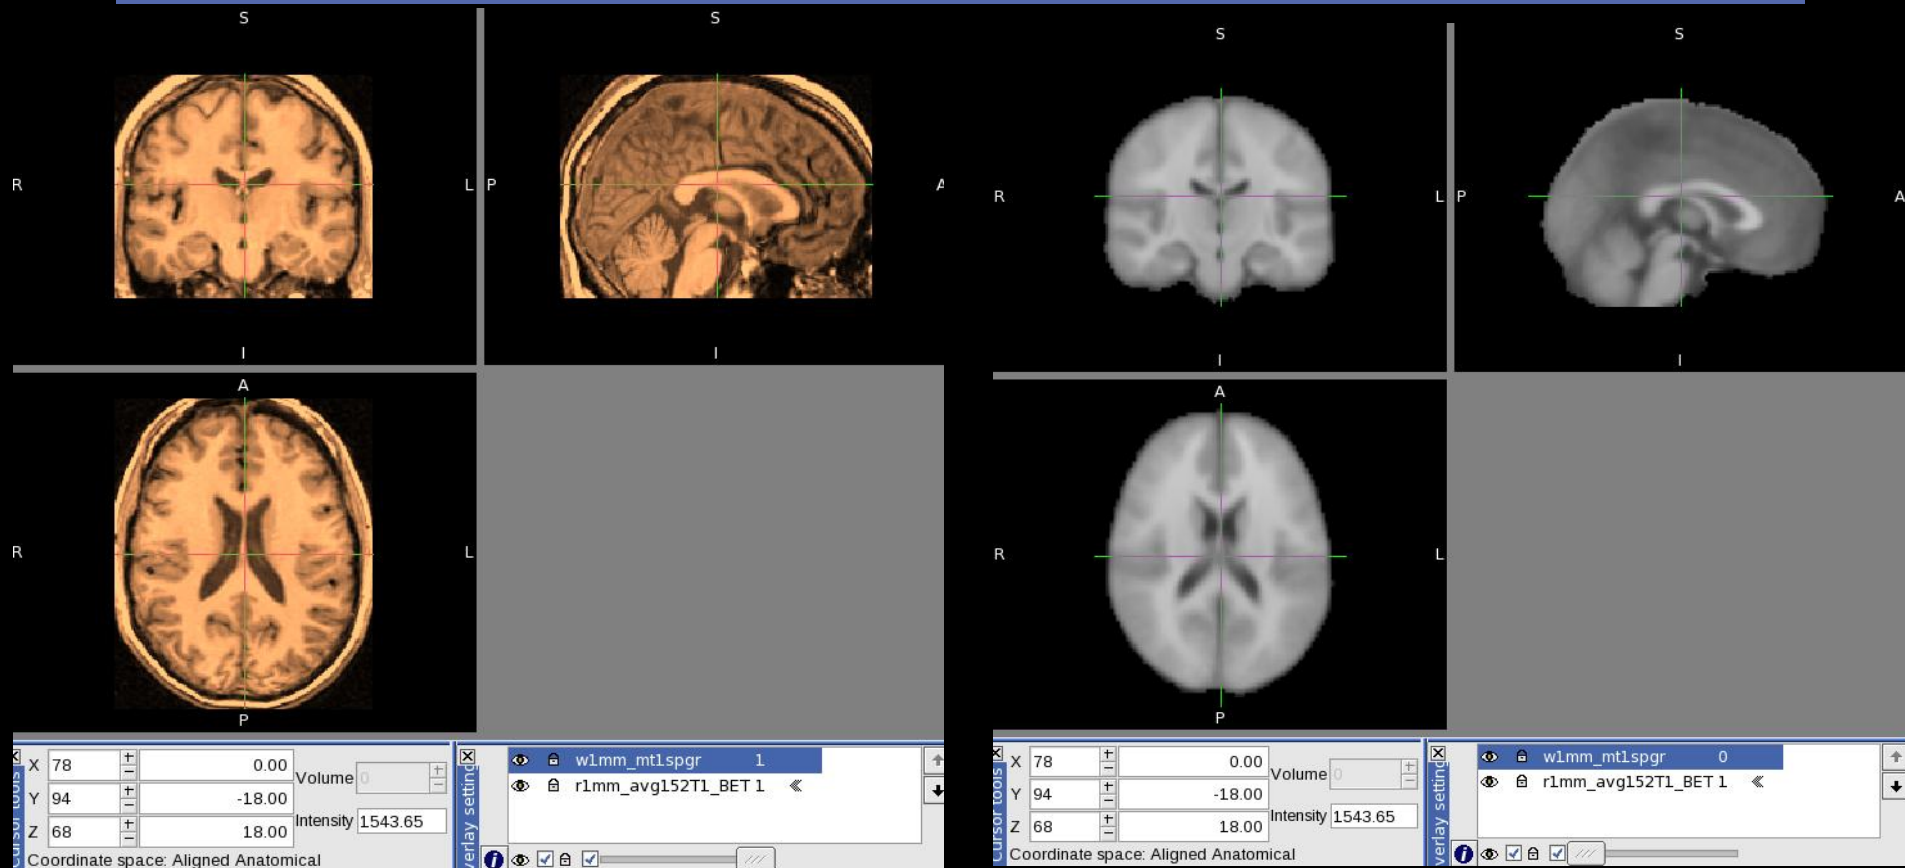 S
S
R
L
P
A
I
I
A
R
L
P
X 78 0.00
Y 94 -18.00
Z 68 18.00
Volume 0
Intensity 1543.65
Coordinate space: Aligned Anatomical
w1mm_mt1spgr 1
r1mm_avg152T1_BET 1
S
S
R
L
P
A
I
I
A
R
L
P
X 78 0.00
Y 94 -18.00
Z 68 18.00
Volume 0
Intensity 1543.65
Coordinate space: Aligned Anatomical
w1mm_mt1spgr 0
r1mm_avg152T1_BET 1